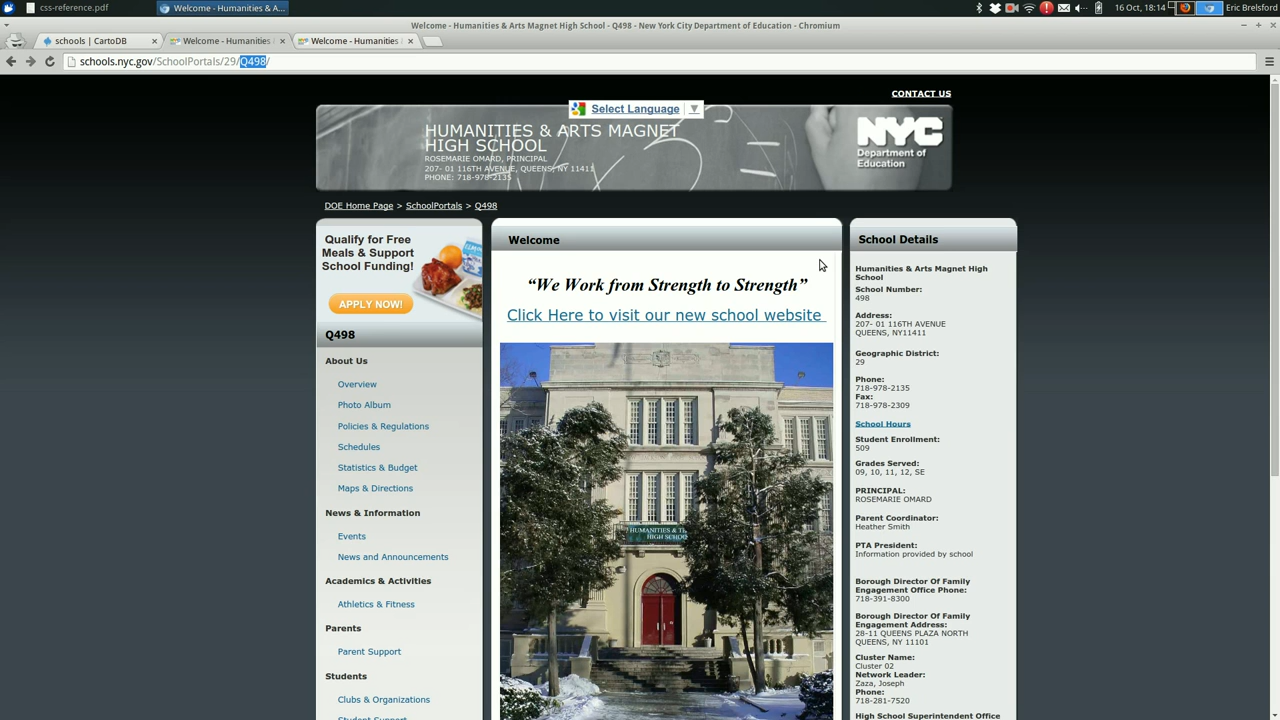 css-reference.pdf
Welcome - Humanities & A...
16 Oct, 18:14
Eric Brelsford
Welcome - Humanities & Arts Magnet High School - Q498 - New York City Department of Education - Chromium
schools | CartoDB
Welcome - Humanities
Welcome - Humanities
schools.nyc.gov/SchoolPortals/29/Q498/
CONTACT US
Select Language ▼
HUMANITIES & ARTS MAGNET
HIGH SCHOOL
ROSEMARIE OMARD, PRINCIPAL
207- 01 116TH AVENUE, QUEENS, NY 11411
PHONE: 718-978-2135
NYC
Department of
Education
DOE Home Page > SchoolPortals > Q498
Qualify for Free
Meals & Support
School Funding!
APPLY NOW!
Q498
About Us
Overview
Photo Album
Policies & Regulations
Schedules
Statistics & Budget
Maps & Directions
News & Information
Events
News and Announcements
Academics & Activities
Athletics & Fitness
Parents
Parent Support
Students
Clubs & Organizations
Student Support
Welcome
“We Work from Strength to Strength”
Click Here to visit our new school website
HUMANITIES & T
HIGH SCHOO
School Details
Humanities & Arts Magnet High
School
School Number:
498
Address:
207- 01 116TH AVENUE
QUEENS, NY11411
Geographic District:
29
Phone:
718-978-2135
Fax:
718-978-2309
School Hours
Student Enrollment:
509
Grades Served:
09, 10, 11, 12, SE
PRINCIPAL:
ROSEMARIE OMARD
Parent Coordinator:
Heather Smith
PTA President:
Information provided by school
Borough Director Of Family
Engagement Office Phone:
718-391-8300
Borough Director Of Family
Engagement Address:
28-11 QUEENS PLAZA NORTH
QUEENS, NY 11101
Cluster Name:
Cluster 02
Network Leader:
Zaza, Joseph
Phone:
718-281-7520
High School Superintendent Office